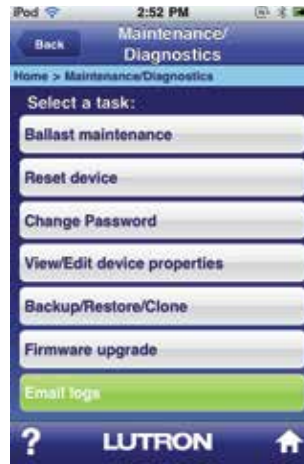 iPod 2:52 PM
Back
Maintenance/
Diagnostics
Home > Maintenance/Diagnostics
Select a task:
Ballast maintenance
Reset device
Change Password
View/Edit device properties
Backup/Restore/Clone
Firmware upgrade
Email logs
? LUTRON